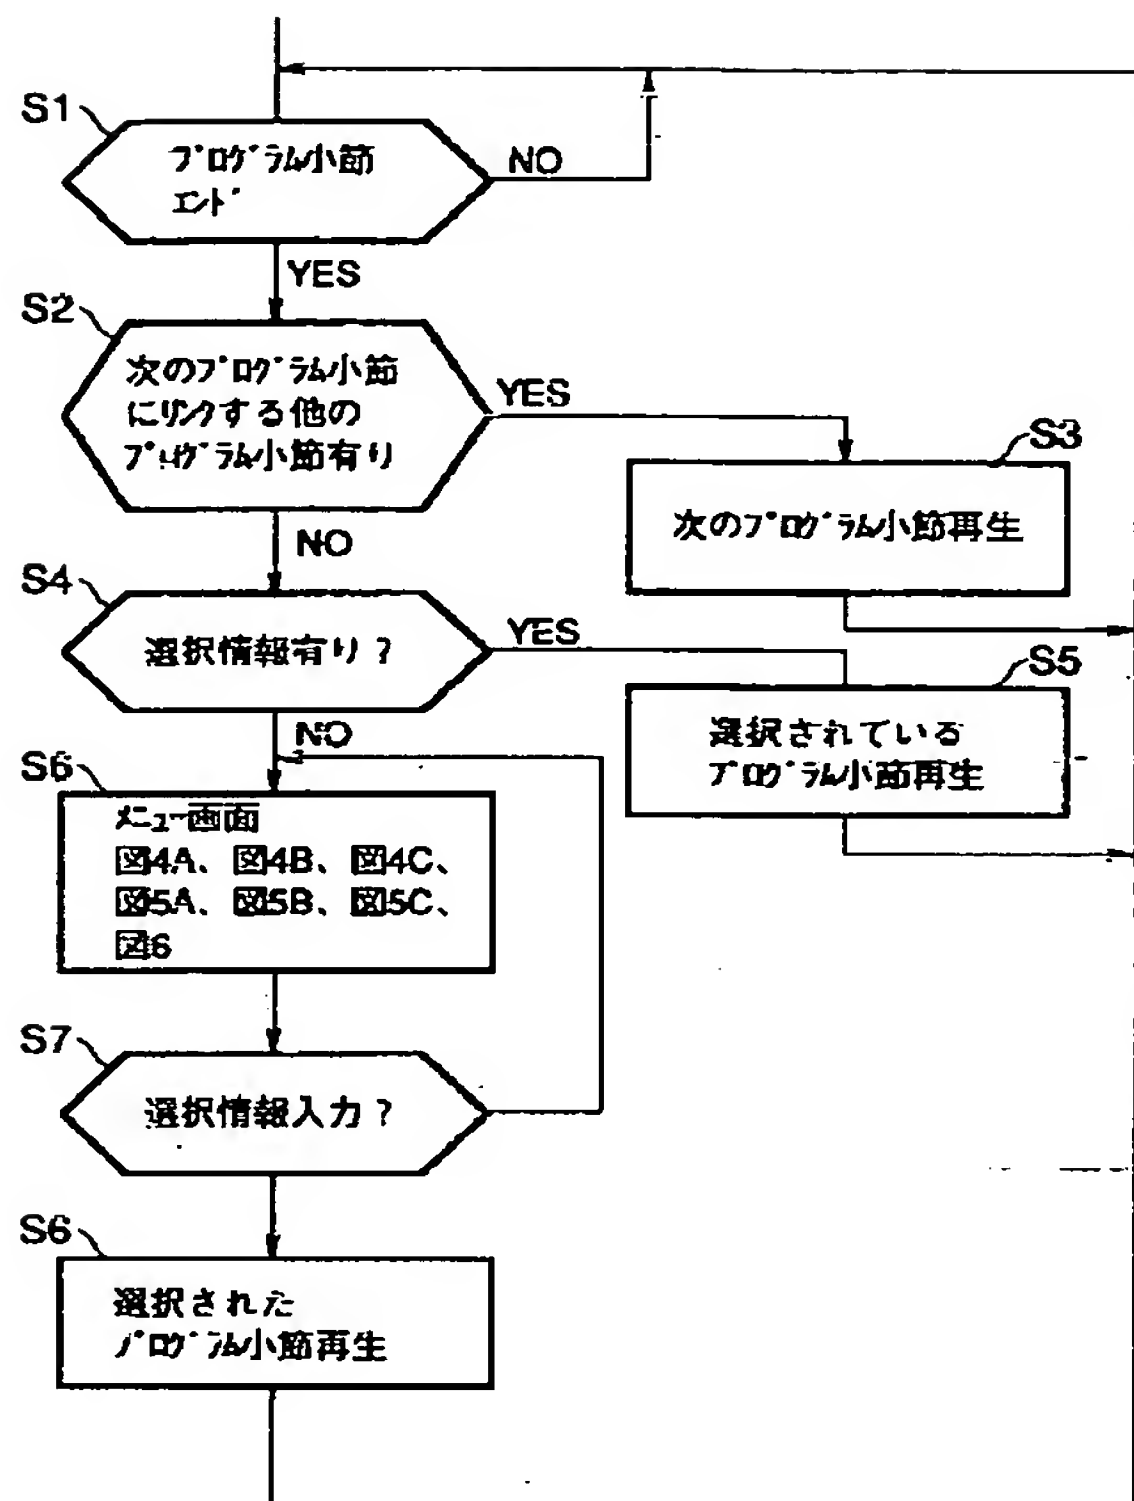 S1
プログラム小節
エンド
NO
YES
S2
次のプログラム小節
にリンクする他の
プログラム小節有り
YES
NO
S3
次のプログラム小節再生
S4
選択情報有り?
YES
NO
S5
選択されている
プログラム小節再生
S6
メニュー画面
図4A、図4B、図4C、
図5A、図5B、図5C、
図6
S7
選択情報入力?
S6
選択された
プログラム小節再生